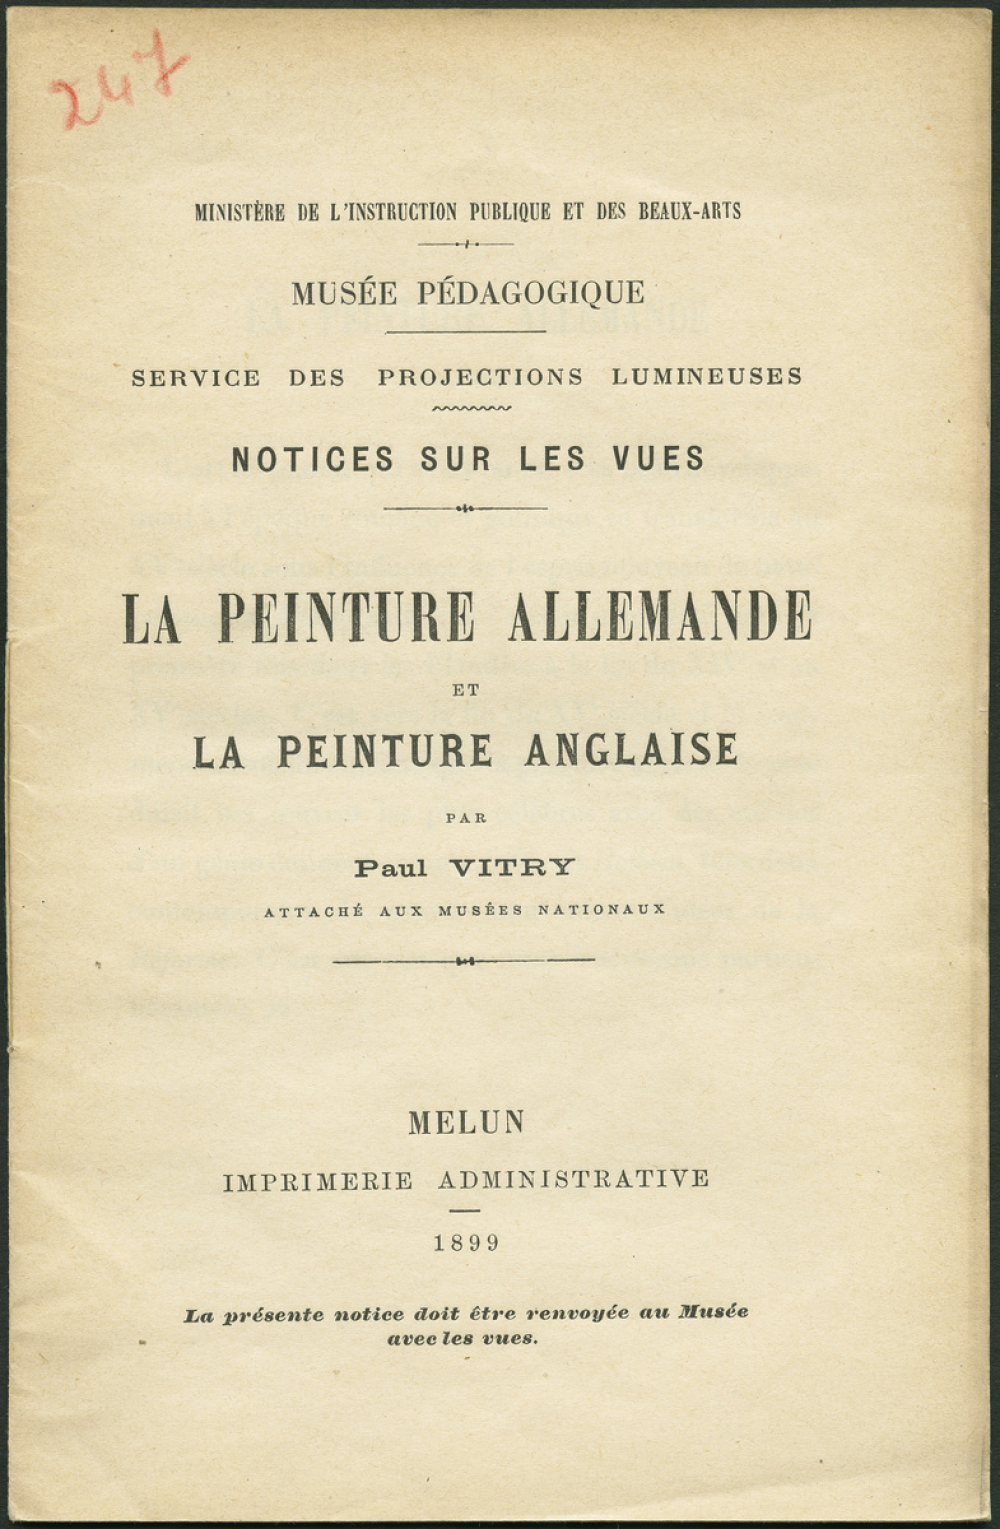 247
MINISTÈRE DE L'INSTRUCTION PUBLIQUE ET DES BEAUX-ARTS
MUSÉE PÉDAGOGIQUE
SERVICE DES PROJECTIONS LUMINEUSES
NOTICES SUR LES VUES
LA PEINTURE ALLEMANDE
ET
LA PEINTURE ANGLAISE
PAR
Paul VITRY
ATTACHÉ AUX MUSÉES NATIONAUX
MELUN
IMPRIMERIE ADMINISTRATIVE
1899
La présente notice doit être renvoyée au Musée
avec les vues.